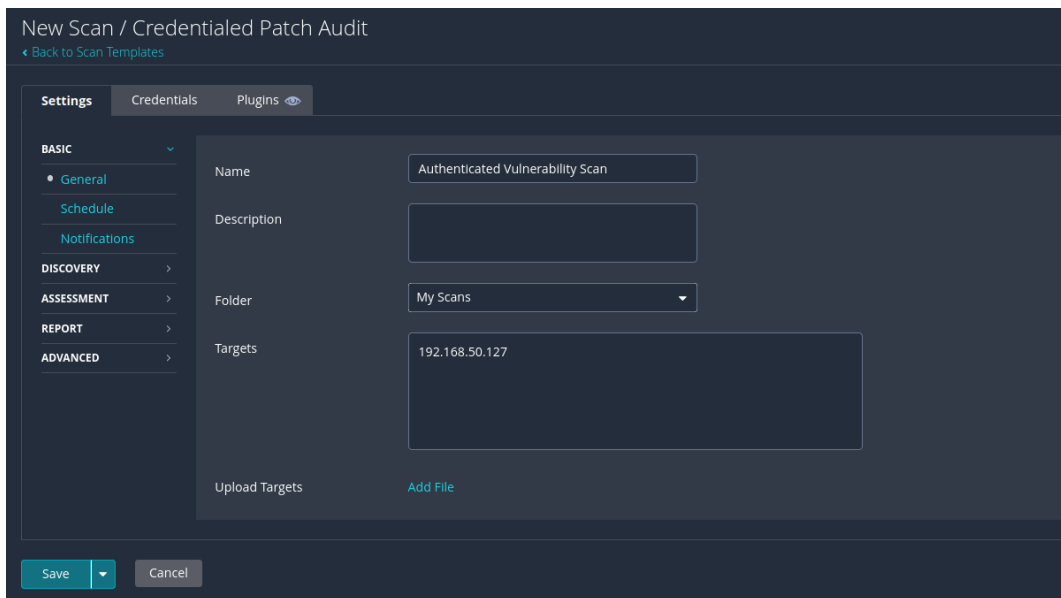 New Scan / Credentialed Patch Audit
‹ Back to Scan Templates
Settings
Credentials
Plugins
BASIC
General
Schedule
Notifications
DISCOVERY
ASSESSMENT
REPORT
ADVANCED
Name
Authenticated Vulnerability Scan
Description
Folder
My Scans
Targets
192.168.50.127
Upload Targets
Add File
Save
Cancel